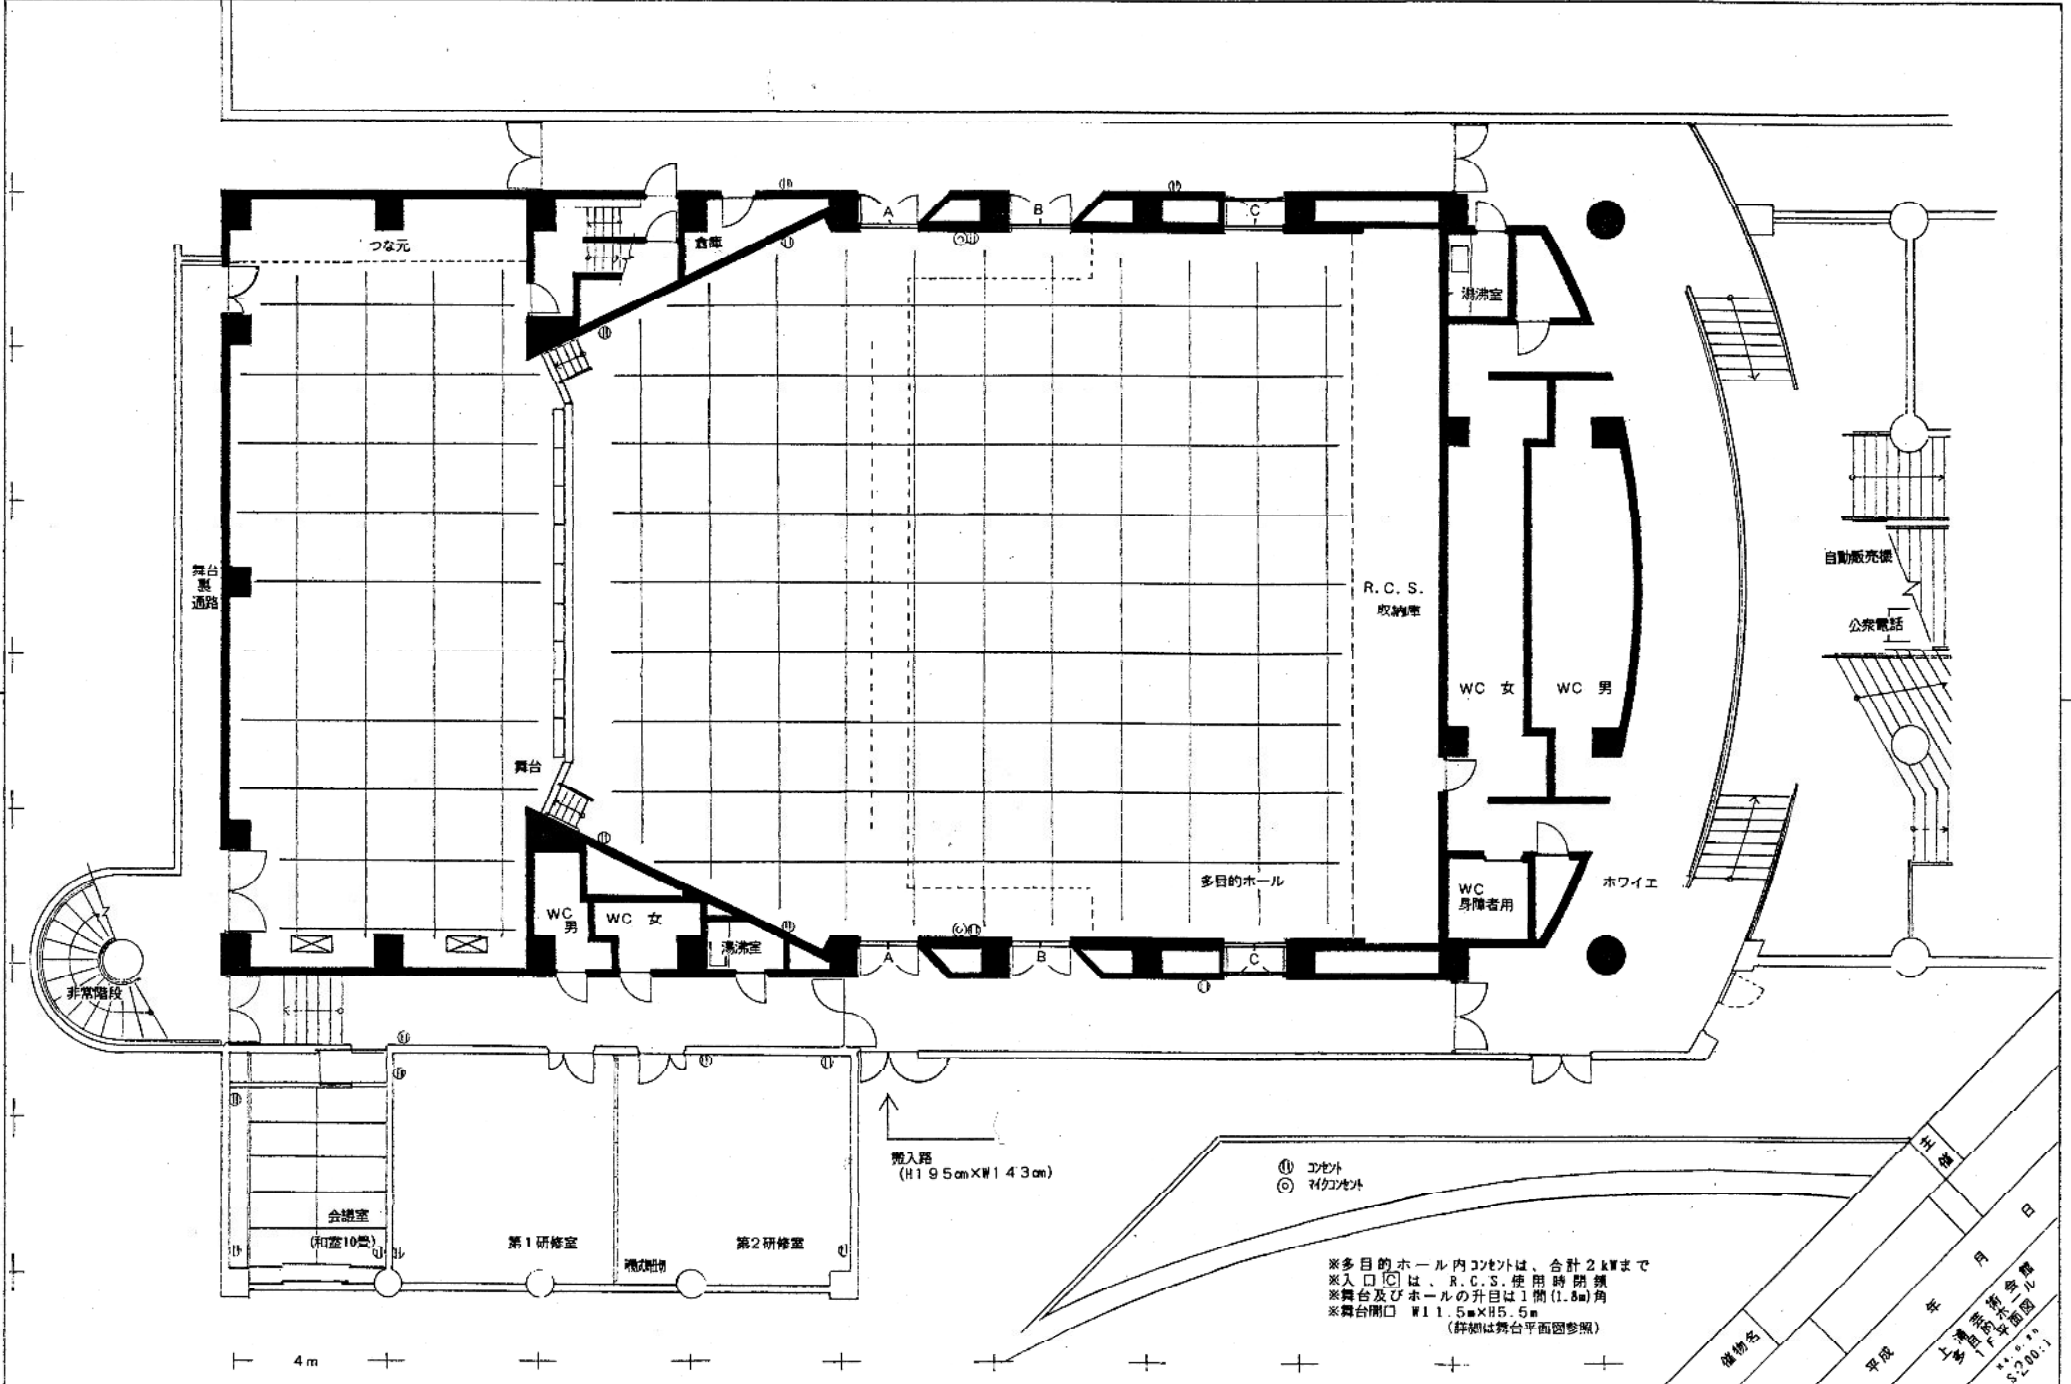 つな元
倉庫
A
B
C
湯沸室
舞台
裏
通路
R.C.S.
収納庫
自動販売機
公衆電話
WC 女
WC 男
舞台
多目的ホール
ホワイエ
WC
身障者用
WC
男
WC 女
湯沸室
A
B
C
非常階段
搬入路
(H195cm×W143cm)
コンセント
マイクコンセント
会議室
(和室10畳)
第1研修室
第2研修室
※多目的ホール内コンセントは、合計2kWまで
※入口Cは、R.C.S.使用時閉鎖
※舞台及びホールの升目は1間(1.8m)角
※舞台開口 W11.5m×H5.5m
(詳細は舞台平面図参照)
4m
主催
催物名
平成 年 月 日
多目的ホール
1F平面図